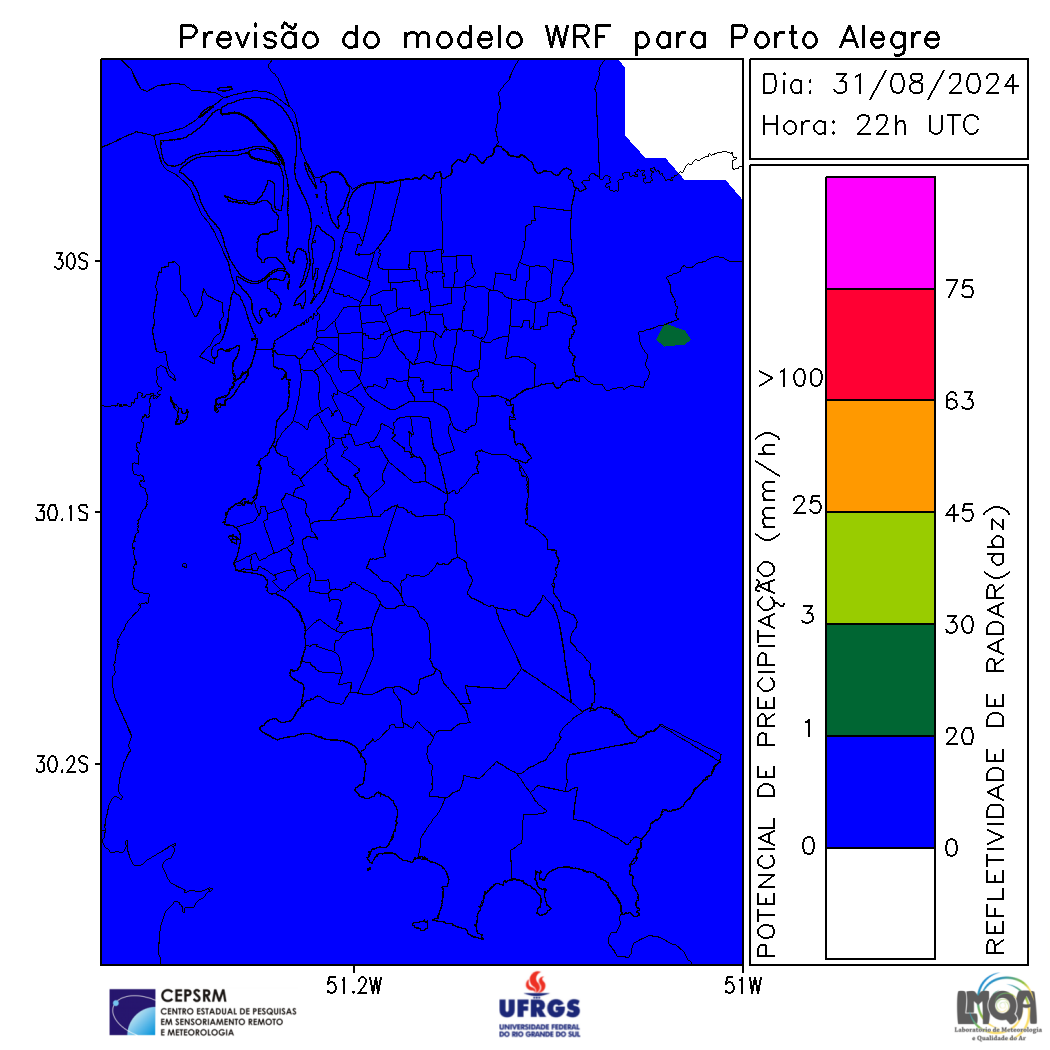 Previsão do modelo WRF para Porto Alegre
Dia: 31/08/2024
Hora: 22h UTC
30S
30.1S
30.2S
51.2W
51W
POTENCIAL DE PRECIPITAÇÃO (mm/h)
>100
25
3
1
0
75
63
45
30
20
0
REFLETIVIDADE DE RADAR(dbz)
CEPSRM
CENTRO ESTADUAL DE PESQUISAS
EM SENSORIAMENTO REMOTO
E METEOROLOGIA
UFRGS
UNIVERSIDADE FEDERAL
DO RIO GRANDE DO SUL
LMQA
Laboratório de Meteorologia
e Qualidade do Ar